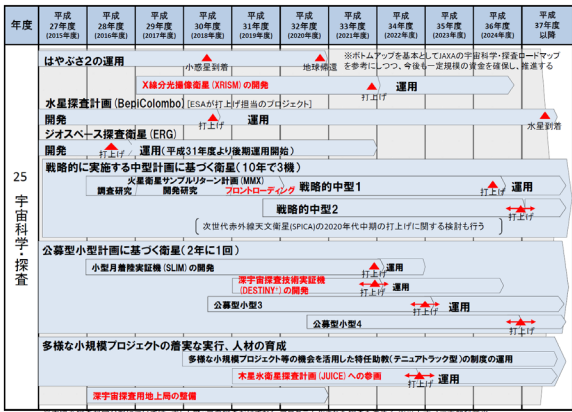 年度
平成
27年度
(2015年度)
平成
28年度
(2016年度)
平成
29年度
(2017年度)
平成
30年度
(2018年度)
平成
31年度
(2019年度)
平成
32年度
(2020年度)
平成
33年度
(2021年度)
平成
34年度
(2022年度)
平成
35年度
(2023年度)
平成
36年度
(2024年度)
平成
37年度
以降
25
宇宙科学・探査
はやぶさ2の運用
小惑星到着
地球帰還
※ボトムアップを基本としてJAXAの宇宙科学・探査ロードマップ
を参考にしつつ、今後も一定規模の資金を確保し、推進する
X線分光撮像衛星(XRISM)の開発
打上げ
運用
水星探査計画(BepiColombo)[ESAが打上げ担当のプロジェクト]
開発
打上げ
運用
水星到着
ジオスペース探査衛星(ERG)
開発
打上げ
運用(平成31年度より後期運用開始)
戦略的に実施する中型計画に基づく衛星(10年で3機)
火星衛星サンプルリターン計画(MMX)
調査研究
開発研究
フロントローディング
戦略的中型1
打上げ
運用
戦略的中型2
打上げ
次世代赤外線天文衛星(SPICA)の2020年代中期の打上げに関する検討も行う
公募型小型計画に基づく衛星(2年に1回)
小型月着陸実証機(SLIM)の開発
打上げ
運用
深宇宙探査技術実証機
(DESTINY⁺)の開発
打上げ
運用
公募型小型3
打上げ
運用
公募型小型4
打上げ
多様な小規模プロジェクトの着実な実行、人材の育成
多様な小規模プロジェクト等の機会を活用した特任助教(テニュアトラック型)の制度の運用
木星氷衛星探査計画(JUICE)への参画
打上げ
運用
深宇宙探査用地上局の整備